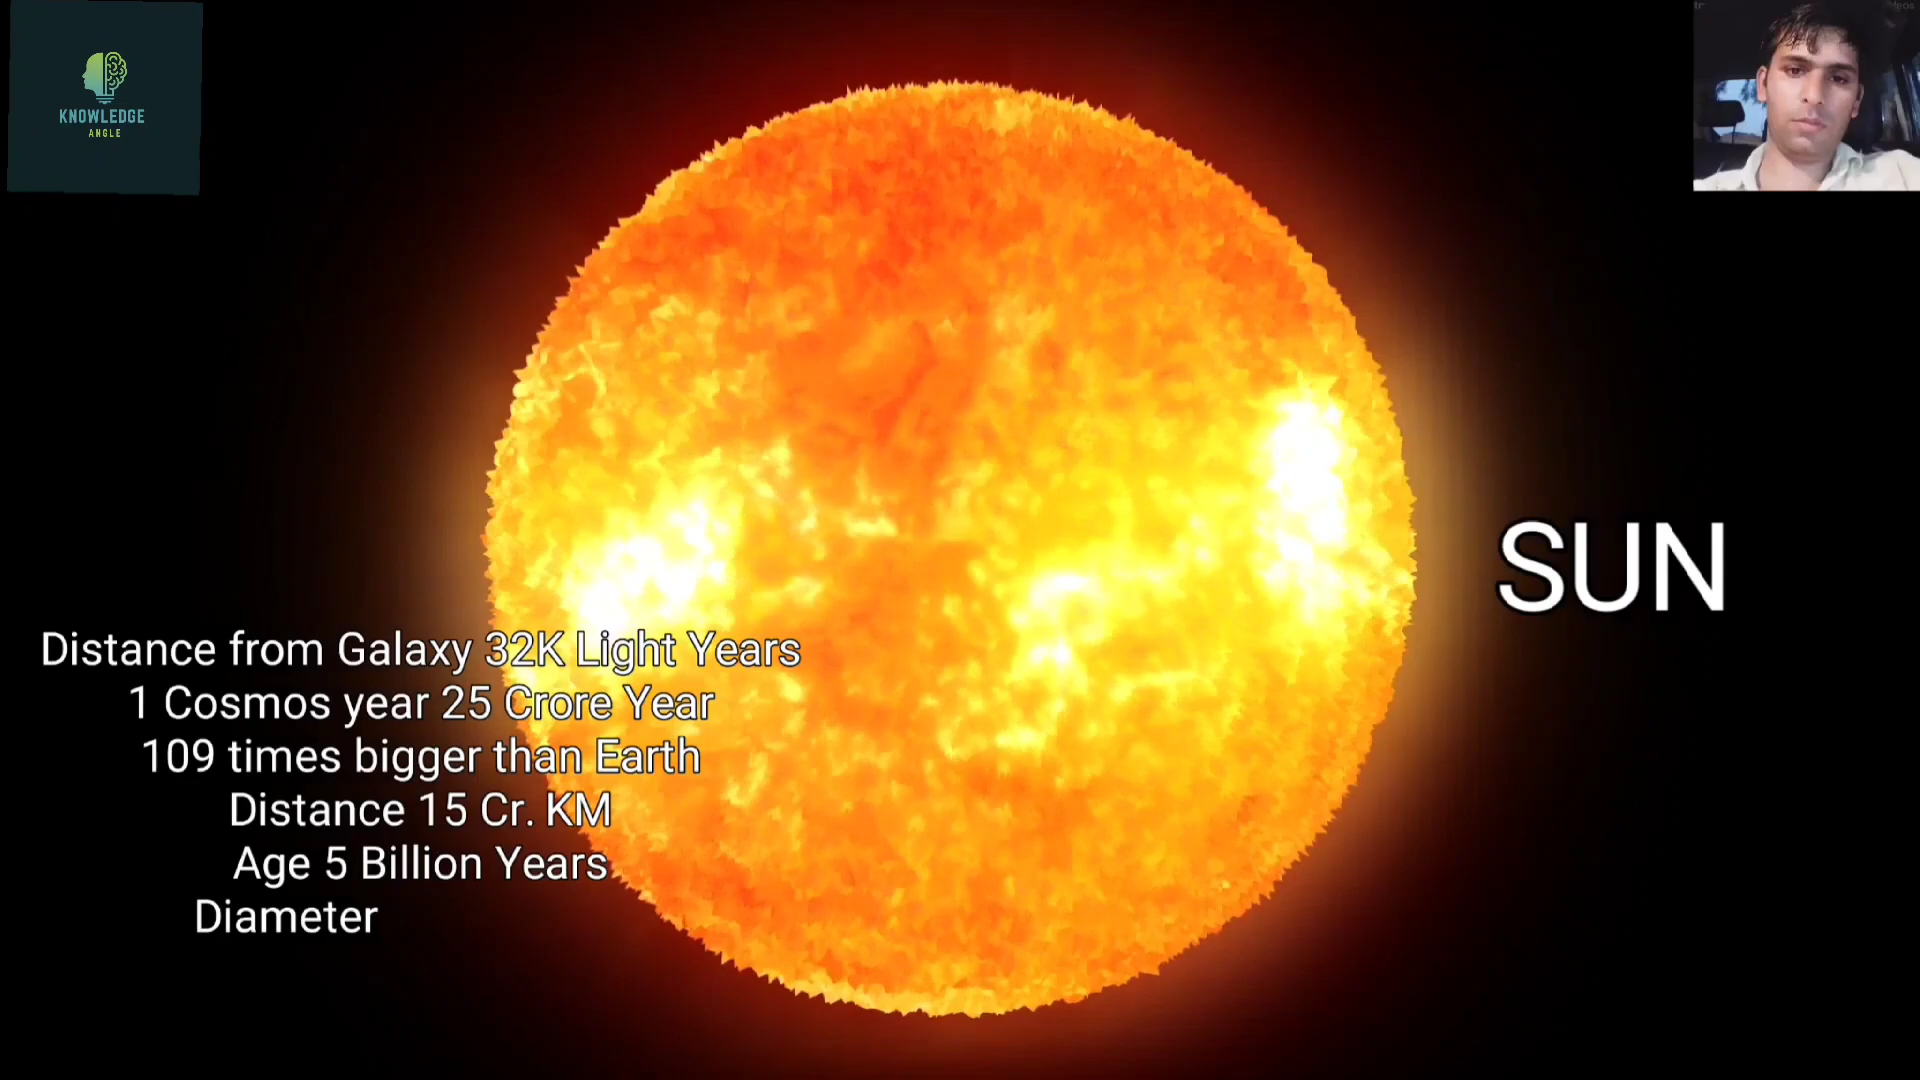 KNOWLEDGE
ANGLE
SUN
Distance from Galaxy 32K Light Years
1 Cosmos year 25 Crore Year
109 times bigger than Earth
Distance 15 Cr. KM
Age 5 Billion Years
Diameter